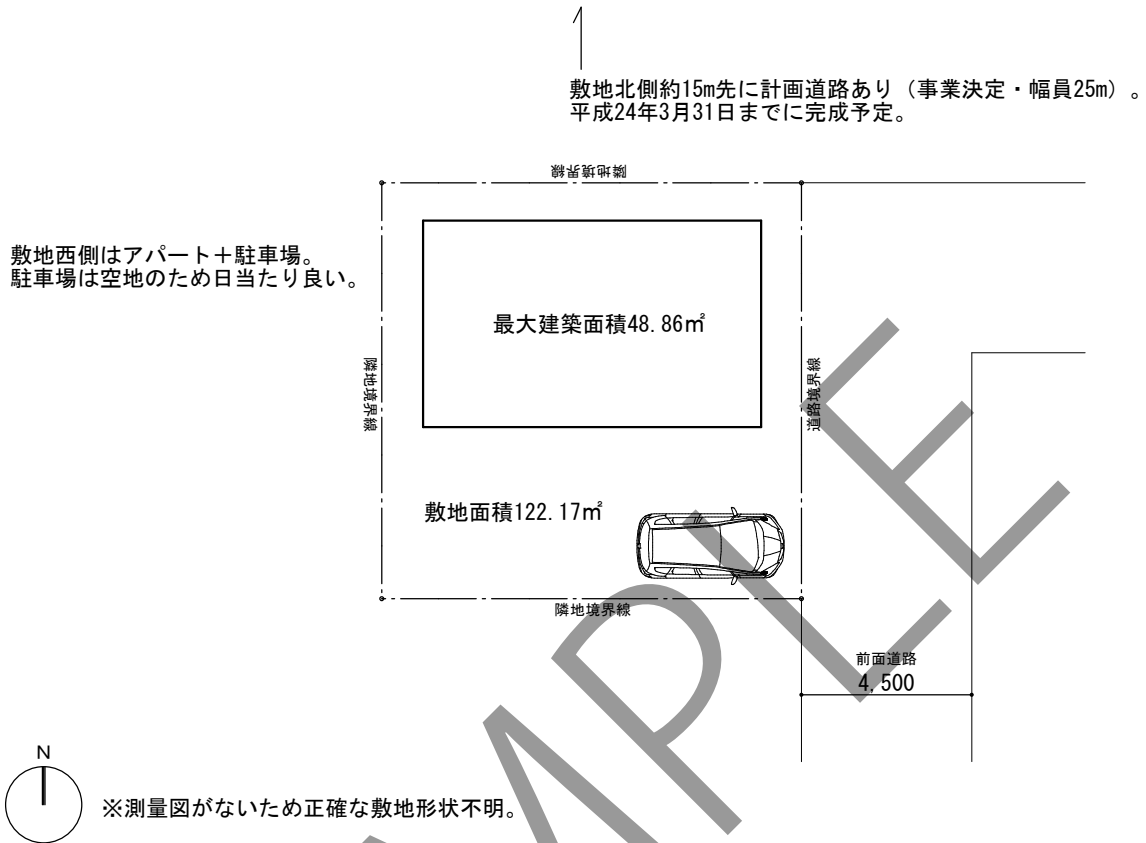 敷地北側約15m先に計画道路あり（事業決定・幅員25m）。
平成24年3月31日までに完成予定。
隣地境界線
敷地西側はアパート＋駐車場。
駐車場は空地のため日当たり良い。
最大建築面積48.86㎡
隣地境界線
道路境界線
敷地面積122.17㎡
隣地境界線
前面道路
4,500
N
※測量図がないため正確な敷地形状不明。
MPLE